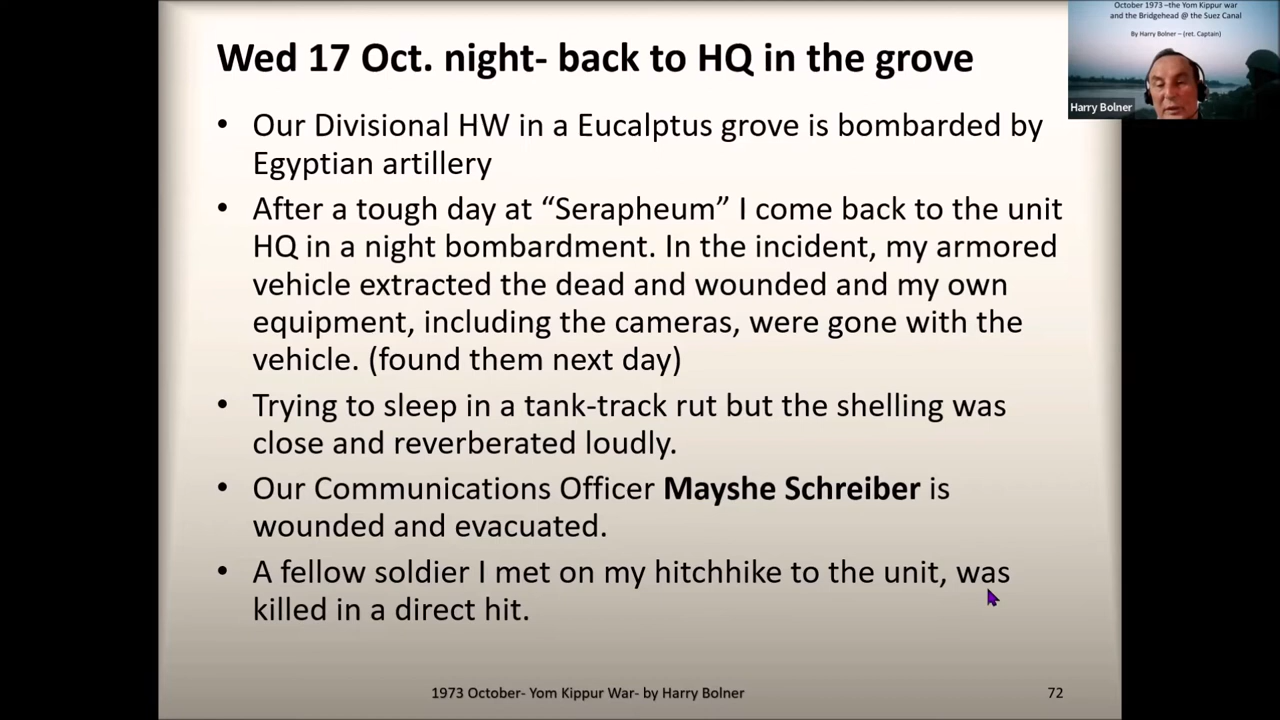 October 1973 –the Yom Kippur war
and the Bridgehead @ the Suez Canal
By Harry Bolner – (ret. Captain)
Harry Bolner
Wed 17 Oct. night- back to HQ in the grove
• Our Divisional HW in a Eucalptus grove is bombarded by
Egyptian artillery
• After a tough day at “Serapheum” I come back to the unit
HQ in a night bombardment. In the incident, my armored
vehicle extracted the dead and wounded and my own
equipment, including the cameras, were gone with the
vehicle. (found them next day)
• Trying to sleep in a tank-track rut but the shelling was
close and reverberated loudly.
• Our Communications Officer Mayshe Schreiber is
wounded and evacuated.
• A fellow soldier I met on my hitchhike to the unit, was
killed in a direct hit.
1973 October- Yom Kippur War- by Harry Bolner
72